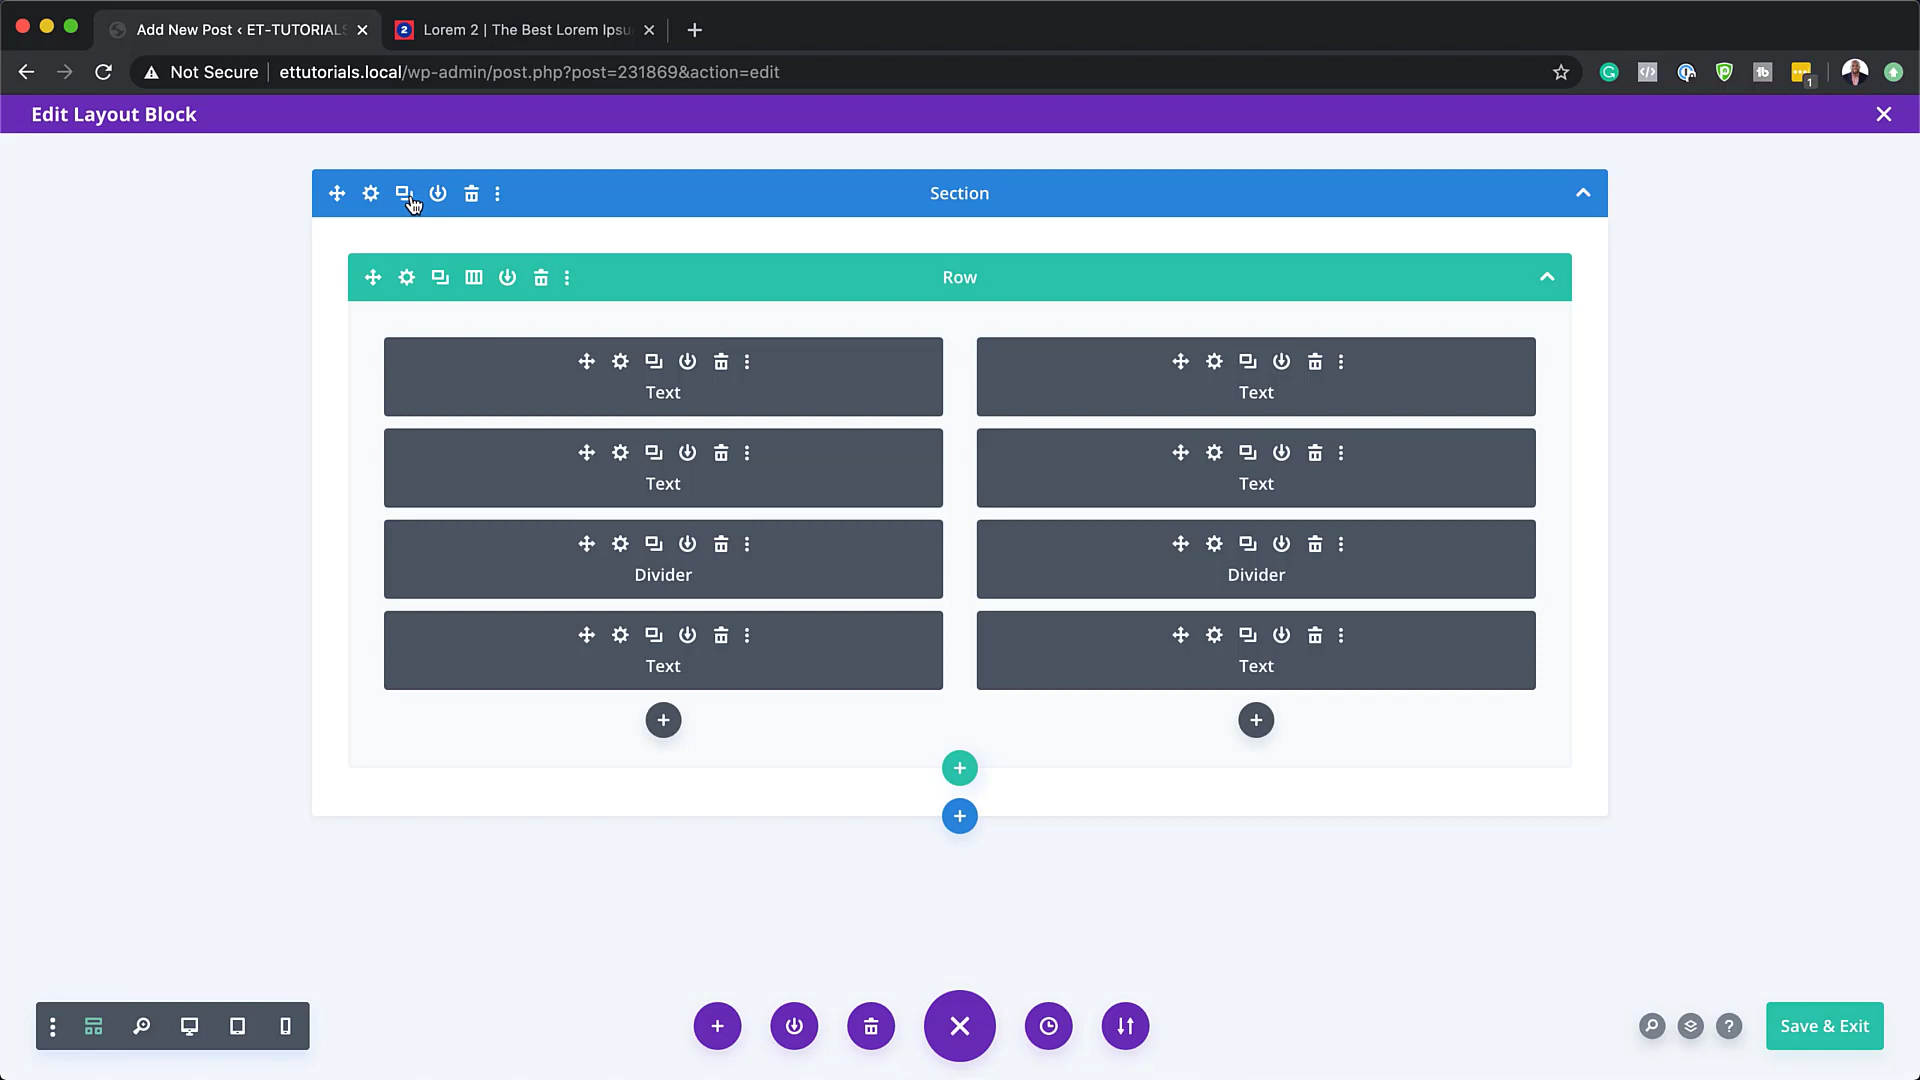 Add New Post ‹ ET-TUTORIALS
Lorem 2 | The Best Lorem Ipsu
Not Secure
ettutorials.local/wp-admin/post.php?post=231869&action=edit
1
Edit Layout Block
Section
Row
Text
Text
Text
Text
Divider
Divider
Text
Text
Save & Exit